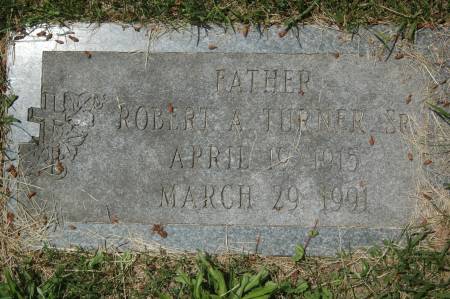 FATHER
ROBERT A. TURNER SR.
APRIL 19, 1915
MARCH 29, 1991